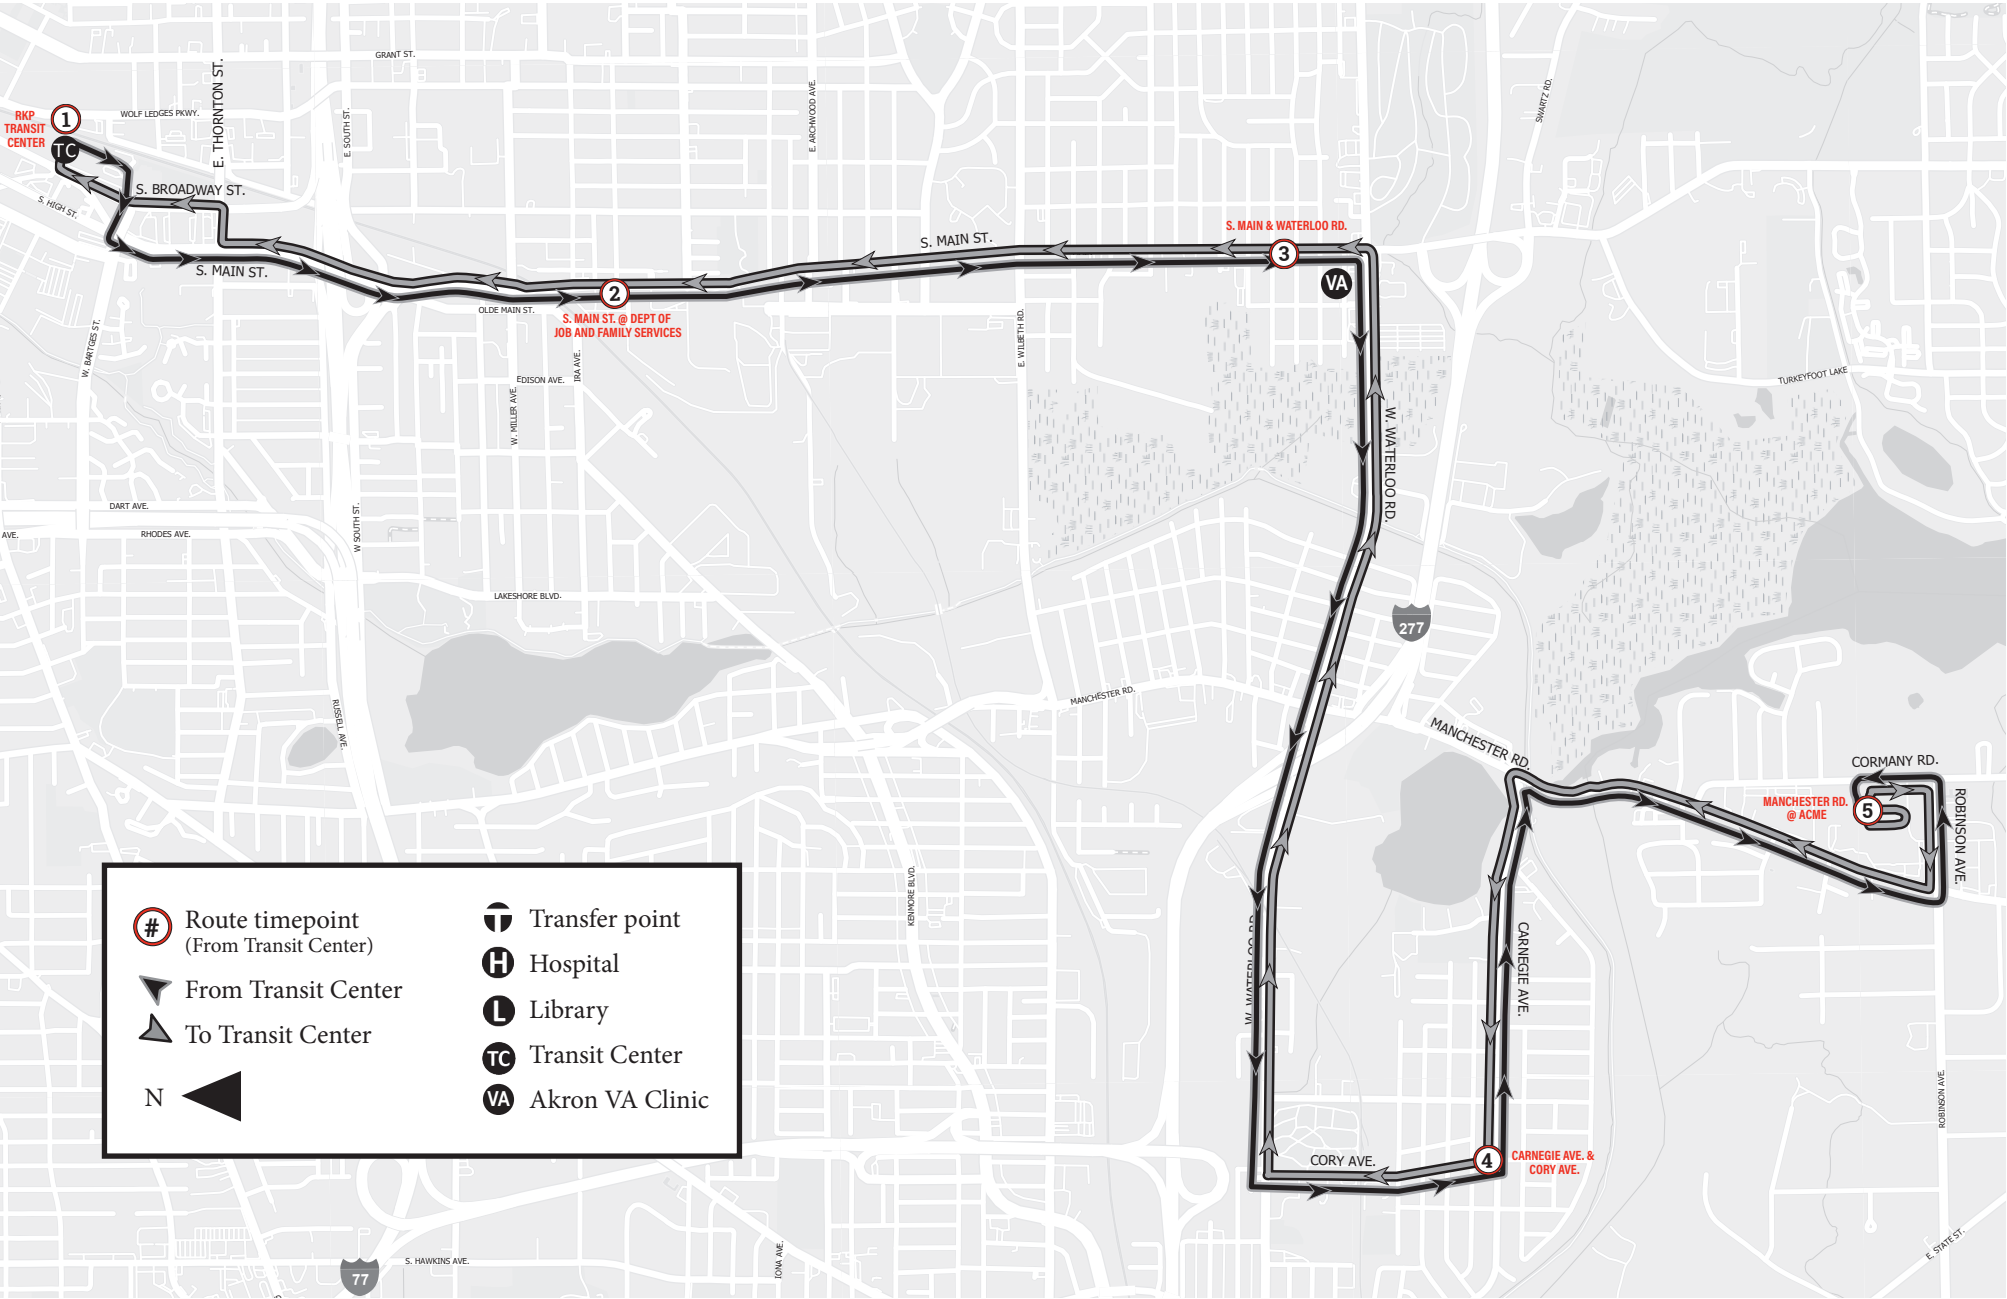 GRANT ST.
WOLF LEDGES PKWY.
E. THORNTON ST.
E. SOUTH ST.
E. ARCHWOOD AVE.
SWARTZ RD.
RKP
TRANSIT
CENTER
1
TC
S. BROADWAY ST.
S. HIGH ST.
S. MAIN ST.
S. MAIN ST.
S. MAIN & WATERLOO RD.
3
VA
2
S. MAIN ST. @ DEPT OF
JOB AND FAMILY SERVICES
OLDE MAIN ST.
W. BARTGES ST.
EDISON AVE.
IRA AVE.
W. MILLER AVE.
E. WILBETH RD.
TURKEYFOOT LAKE
W. WATERLOO RD.
DART AVE.
AVE.
RHODES AVE.
W SOUTH ST.
LAKESHORE BLVD.
277
RUSSELL AVE.
MANCHESTER RD.
MANCHESTER RD.
CORMANY RD.
MANCHESTER RD.
@ ACME
5
ROBINSON AVE.
KENMORE BLVD.
W. WATERLOO RD.
CARNEGIE AVE.
ROBINSON AVE.
CORY AVE.
4
CARNEGIE AVE. &
CORY AVE.
E. STATE ST.
S. HAWKINS AVE.
IONA AVE.
77
# Route timepoint
(From Transit Center)
From Transit Center
To Transit Center
N
T Transfer point
H Hospital
L Library
TC Transit Center
VA Akron VA Clinic